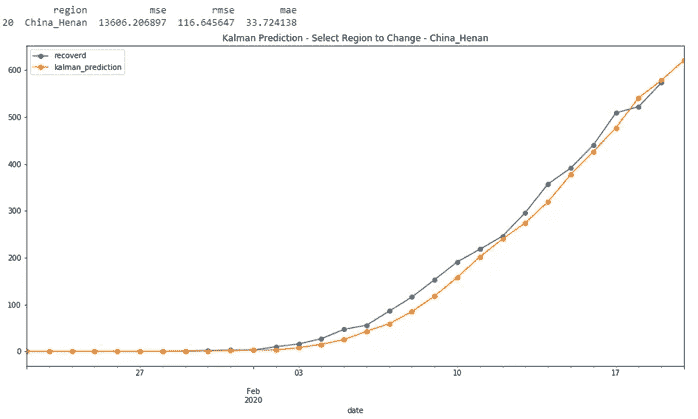 region mse rmse mae
20 China_Henan 13606.206897 116.645647 33.724138
Kalman Prediction - Select Region to Change - China_Henan
recoverd
kalman_prediction
600
500
400
300
200
100
0
27 03 10 17
Feb
2020
date